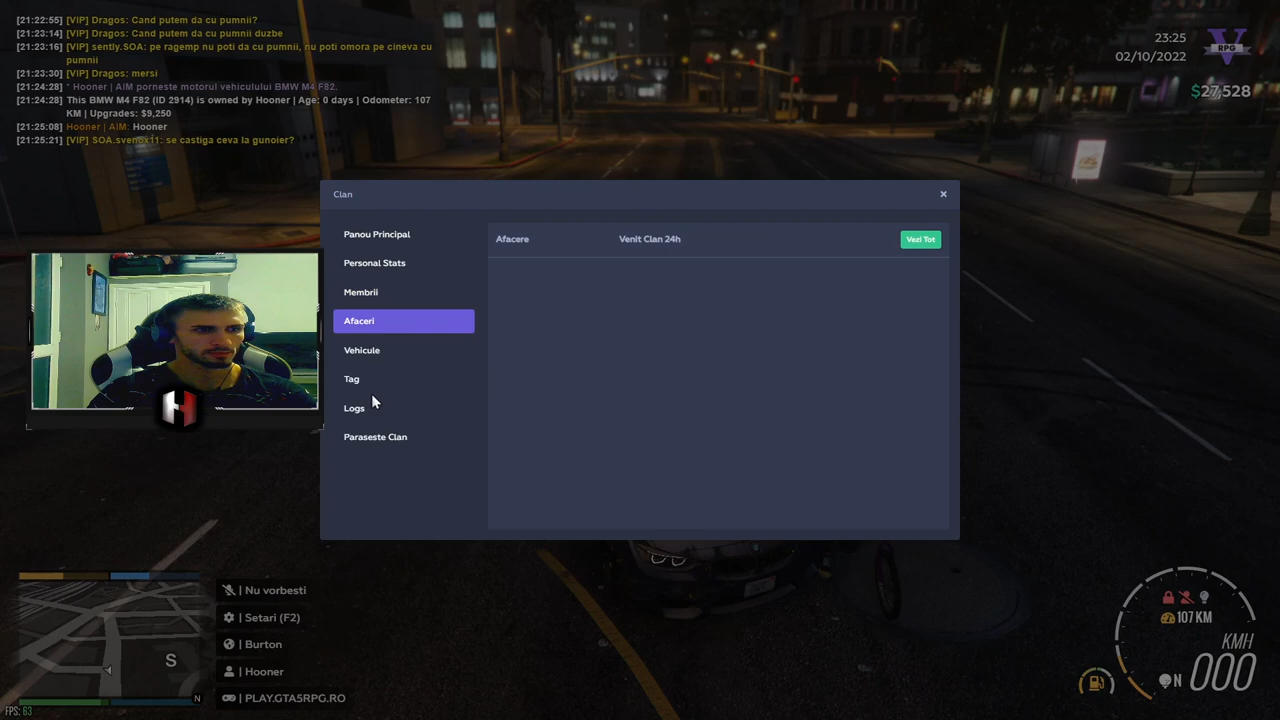 [21:22:55] [VIP] Dragos: Cand putem da cu pumnii?
[21:23:14] [VIP] Dragos: Cand putem da cu pumnii duzbe
[21:23:16] [VIP] sently.SOA: pe ragemp nu poti da cu pumnii, nu poti omora pe cineva cu
pumnii
[21:23:30] [VIP] Dragos: mersi
[21:24:28] * Hooner | AIM porneste motorul vehiculului BMW M4 F82.
[21:24:28] This BMW M4 F82 (ID 2914) is owned by Hooner | Age: 0 days | Odometer: 107
KM | Upgrades: $9,250
[21:25:08] Hooner | AIM: Hooner
[21:25:21] [VIP] SOA.svenox11: se castiga ceva la gunoier?
23:25
02/10/2022
V
RPG
$27,528
Clan
×
Panou Principal
Personal Stats
Membrii
Afaceri
Vehicule
Tag
Logs
Paraseste Clan
Afacere
Venit Clan 24h
Vezi Tot
H
| Nu vorbesti
| Setari (F2)
| Burton
| Hooner
| PLAY.GTA5RPG.RO
S
N
FPS: 63
107 KM
KMH
N
000